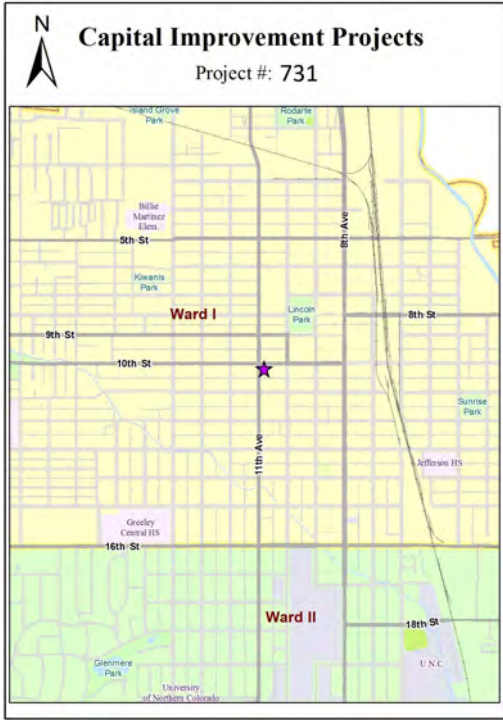 N
Capital Improvement Projects
Project #: 731
Island Grove
Park
Rodarte
Park
Billie
Martinez
Elem.
8th Ave
5th St
Kiwanis
Park
Lincoln
Park
Ward I
8th St
9th St
10th St
Sunrise
Park
11th Ave
Jefferson HS
Greeley
Central HS
16th St
Ward II
18th St
Glenmere
Park
U N C
University
of Northern Colorado